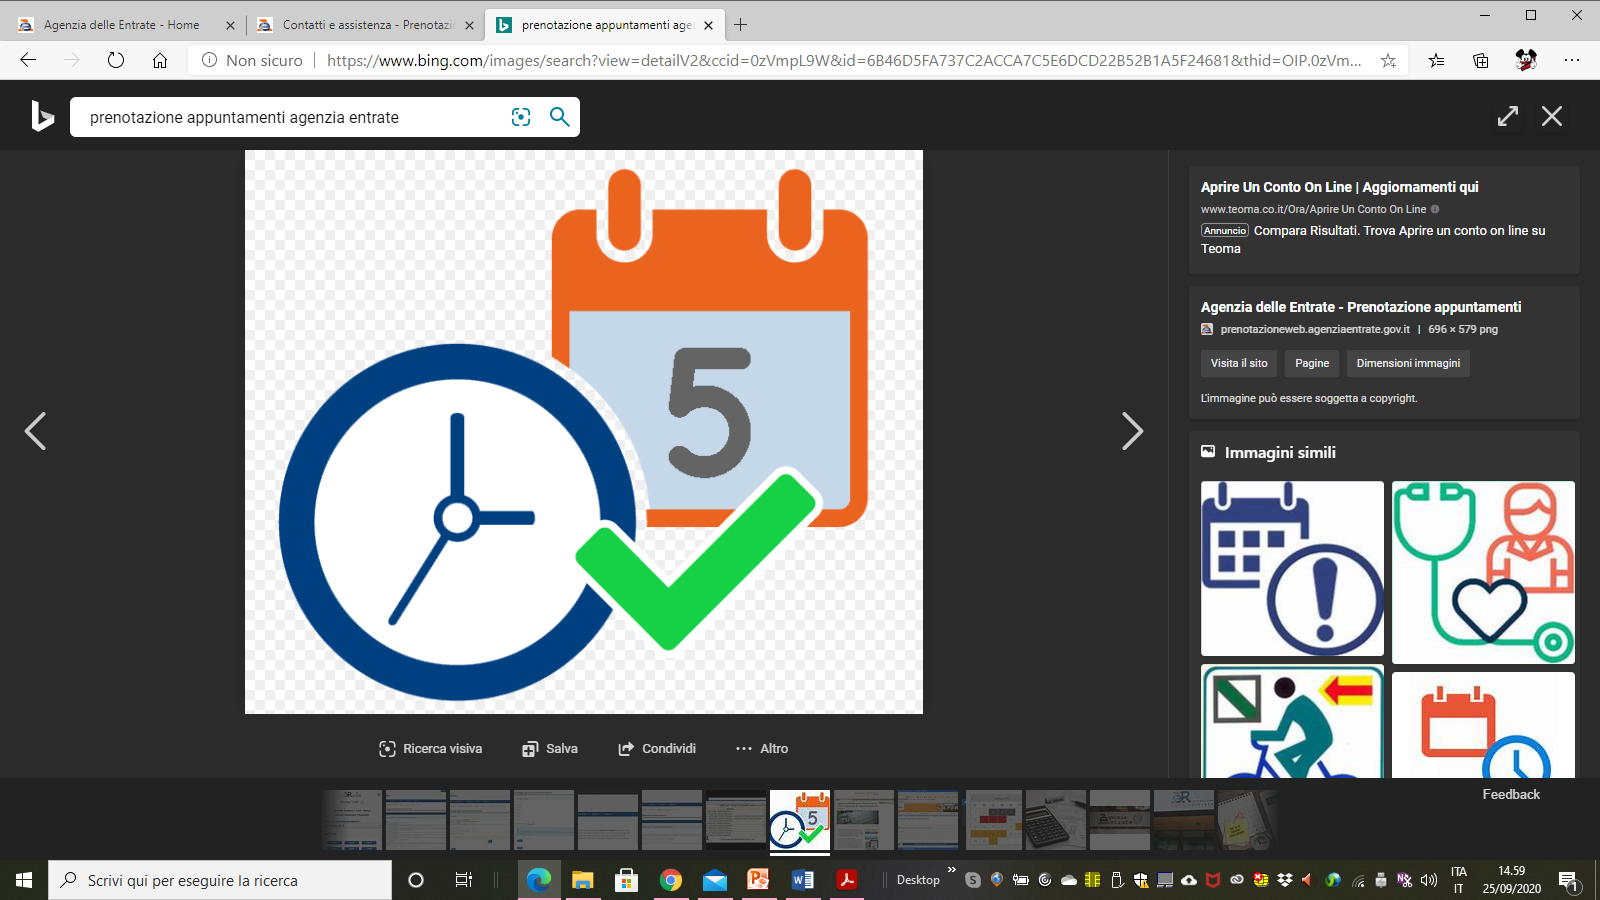 Agenzia delle Entrate - Home
Contatti e assistenza - Prenotazio
prenotazione appuntamenti agen
Non sicuro
https://www.bing.com/images/search?view=detailV2&ccid=0zVmpL9W&id=6B46D5FA737C2ACCA7C5E6DCD22B52B1A5F24681&thid=OIP.0zVm...
prenotazione appuntamenti agenzia entrate
5
Ricerca visiva
Salva
Condividi
Altro
Aprire Un Conto On Line | Aggiornamenti qui
www.teoma.co.it/Ora/Aprire Un Conto On Line
Annuncio Compara Risultati. Trova Aprire un conto on line su
Teoma
Agenzia delle Entrate - Prenotazione appuntamenti
prenotazioneweb.agenziaentrate.gov.it | 696 × 579 png
Visita il sito
Pagine
Dimensioni immagini
L'immagine può essere soggetta a copyright.
Immagini simili
Feedback
5
Scrivi qui per eseguire la ricerca
Desktop
ITA
IT
14.59
25/09/2020
1